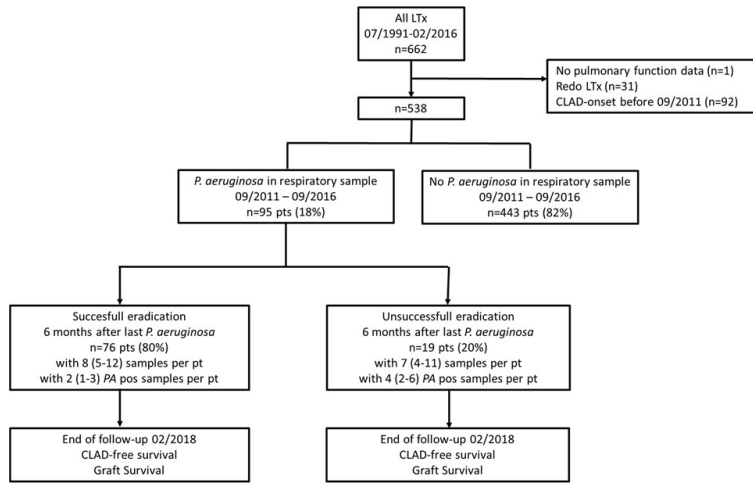 All LTx
07/1991-02/2016
n=662
No pulmonary function data (n=1)
Redo LTx (n=31)
CLAD-onset before 09/2011 (n=92)
n=538
P. aeruginosa in respiratory sample
09/2011 – 09/2016
n=95 pts (18%)
No P. aeruginosa in respiratory sample
09/2011 – 09/2016
n=443 pts (82%)
Succesfull eradication
6 months after last P. aeruginosa
n=76 pts (80%)
with 8 (5-12) samples per pt
with 2 (1-3) PA pos samples per pt
Unsuccessfull eradication
6 months after last P. aeruginosa
n=19 pts (20%)
with 7 (4-11) samples per pt
with 4 (2-6) PA pos samples per pt
End of follow-up 02/2018
CLAD-free survival
Graft Survival
End of follow-up 02/2018
CLAD-free survival
Graft Survival